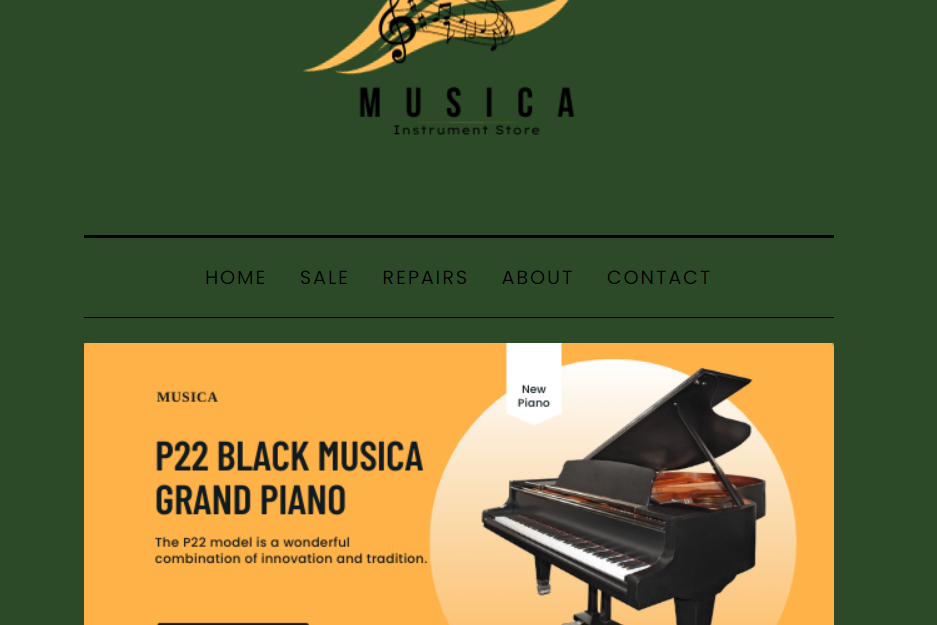 MUSICA
Instrument Store
HOME SALE REPAIRS ABOUT CONTACT
New
Piano
MUSICA
P22 BLACK MUSICA
GRAND PIANO
The P22 model is a wonderful
combination of innovation and tradition.